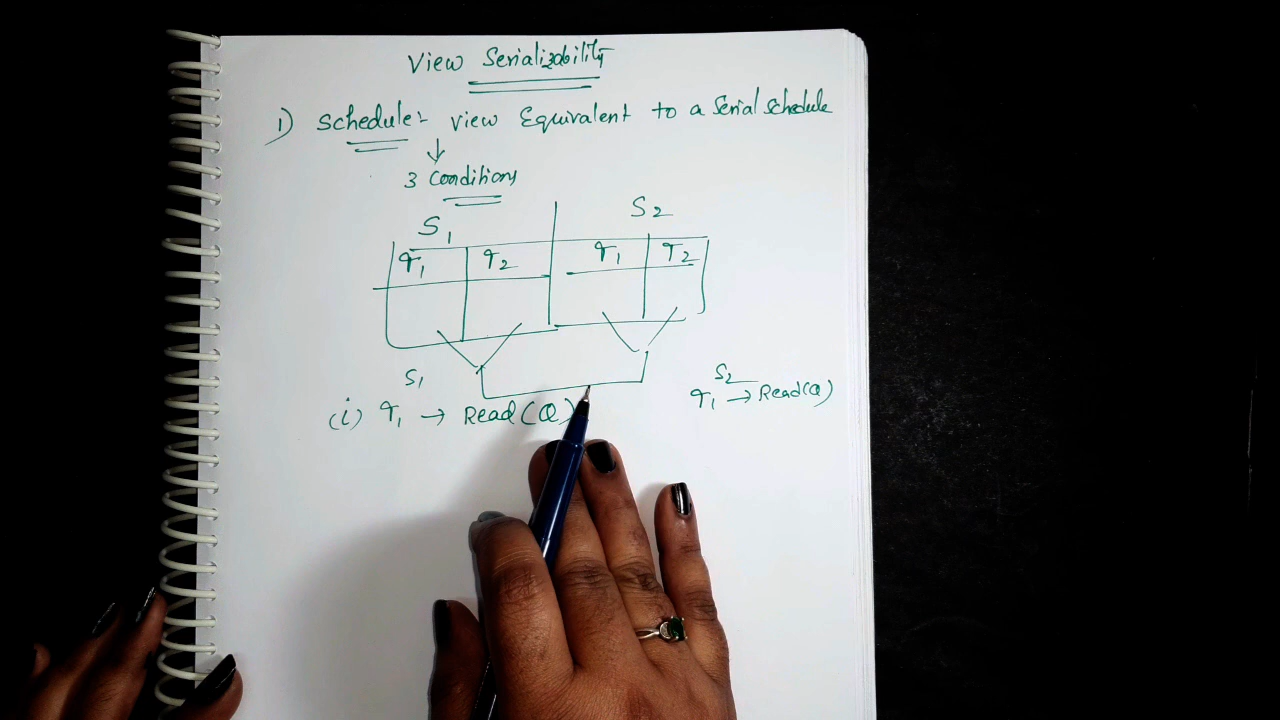 View Serializability
1) Schedule:- view Equivalent to a Serial Schedule
↓
3 Conditions
S1 S2
T1 T2 T1 T2
S1 S2
(i) T1 → Read(Q) T1 → Read(Q)